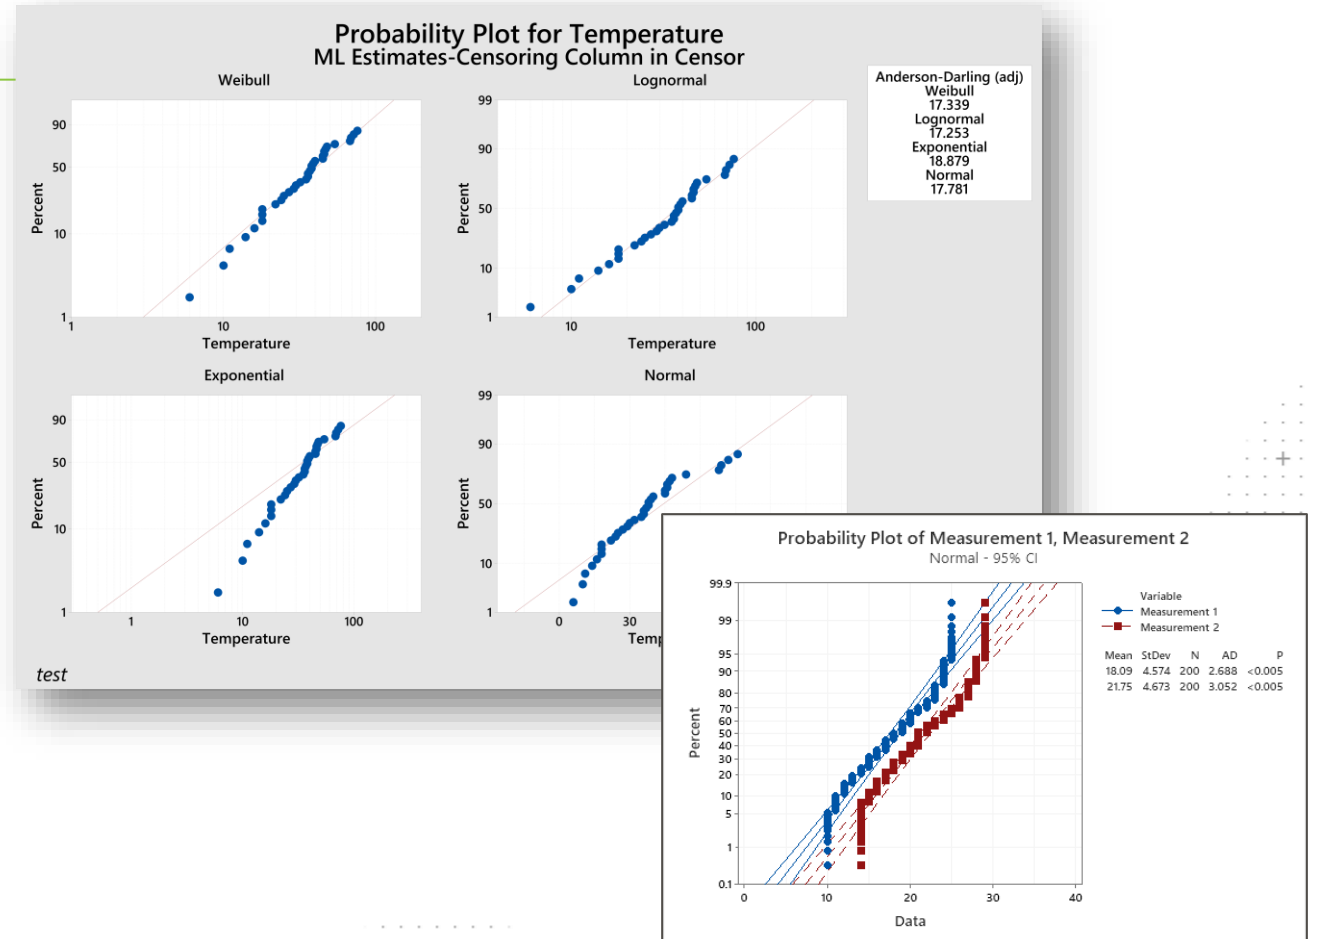 Probability Plot for Temperature
ML Estimates-Censoring Column in Censor
Weibull
Lognormal
Anderson-Darling (adj)
Weibull
17.339
Lognormal
17.253
Exponential
18.879
Normal
17.781
90
50
10
1
Percent
1 10 100
Temperature
99
90
50
10
1
Percent
10 100
Temperature
Exponential
Normal
90
50
10
1
Percent
1 10 100
Temperature
99
90
50
10
1
Percent
0 30
Temp
test
Probability Plot of Measurement 1, Measurement 2
Normal - 95% CI
99.9
99
95
90
80
70
60
50
40
30
20
10
5
1
0.1
Percent
0 10 20 30 40
Data
Variable
Measurement 1
Measurement 2
Mean StDev N AD P
18.09 4.574 200 2.688 <0.005
21.75 4.673 200 3.052 <0.005